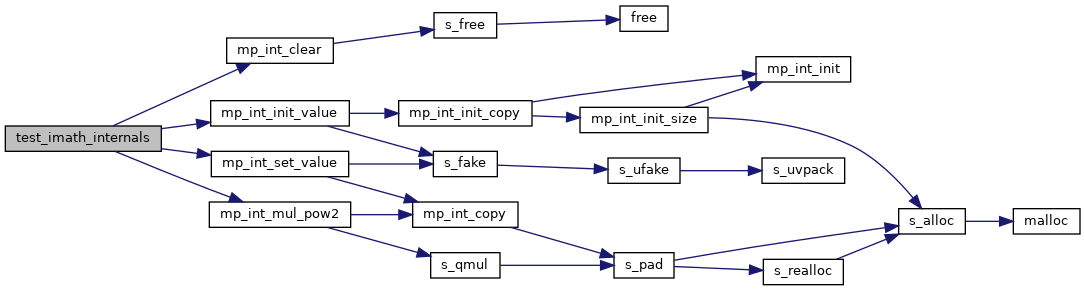 test_imath_internals
mp_int_clear
s_free
free
mp_int_init_value
mp_int_init_copy
mp_int_init
mp_int_init_size
mp_int_set_value
s_fake
s_ufake
s_uvpack
mp_int_mul_pow2
mp_int_copy
s_alloc
malloc
s_qmul
s_pad
s_realloc